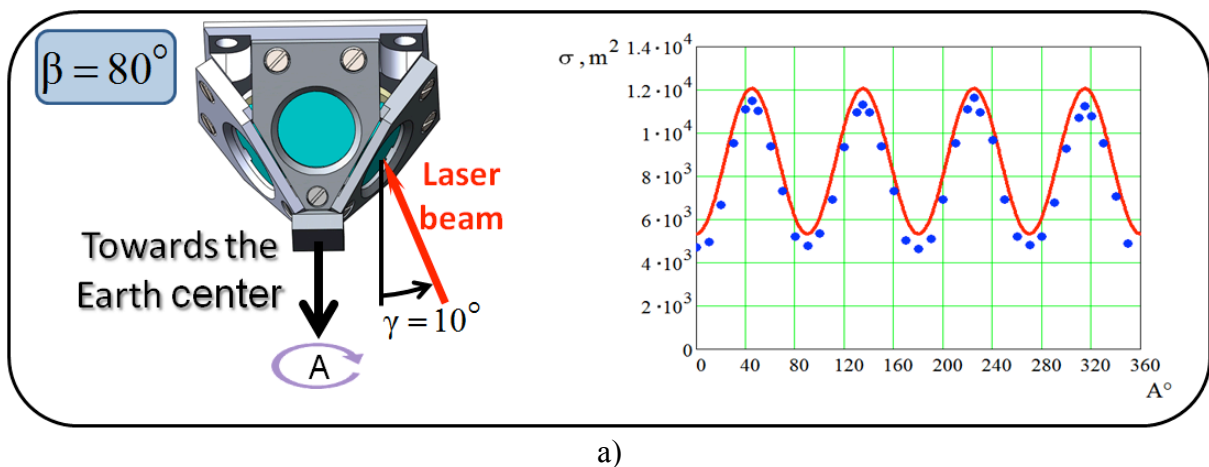 β = 80°
Laser
beam
Towards the
Earth center
γ = 10°
A
σ , m²
1.4•10⁴
1.2•10⁴
1•10⁴
8•10³
6•10³
4•10³
2•10³
0
0 40 80 120 160 200 240 280 320 360
A°
a)